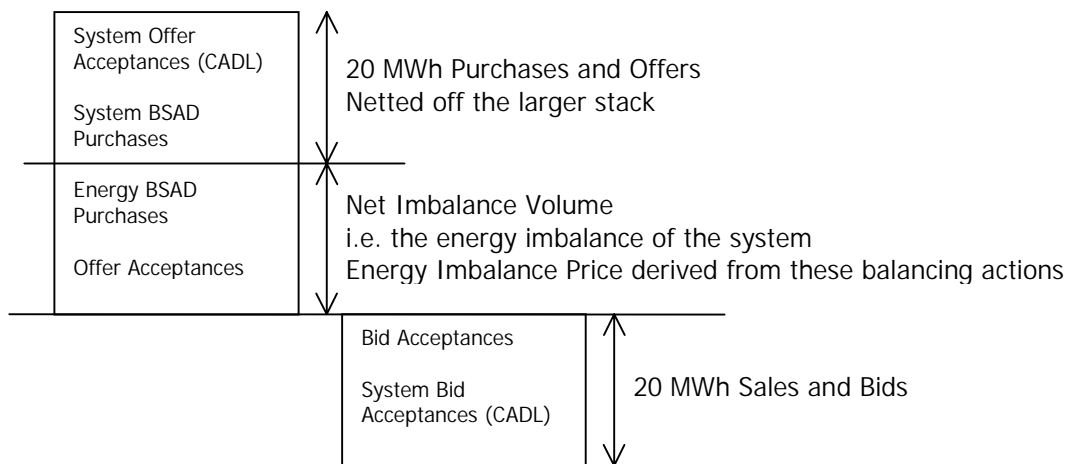 System Offer
Acceptances (CADL)
System BSAD
Purchases
20 MWh Purchases and Offers
Netted off the larger stack
Energy BSAD
Purchases
Offer Acceptances
Net Imbalance Volume
i.e. the energy imbalance of the system
Energy Imbalance Price derived from these balancing actions
Bid Acceptances
System Bid
Acceptances (CADL)
20 MWh Sales and Bids